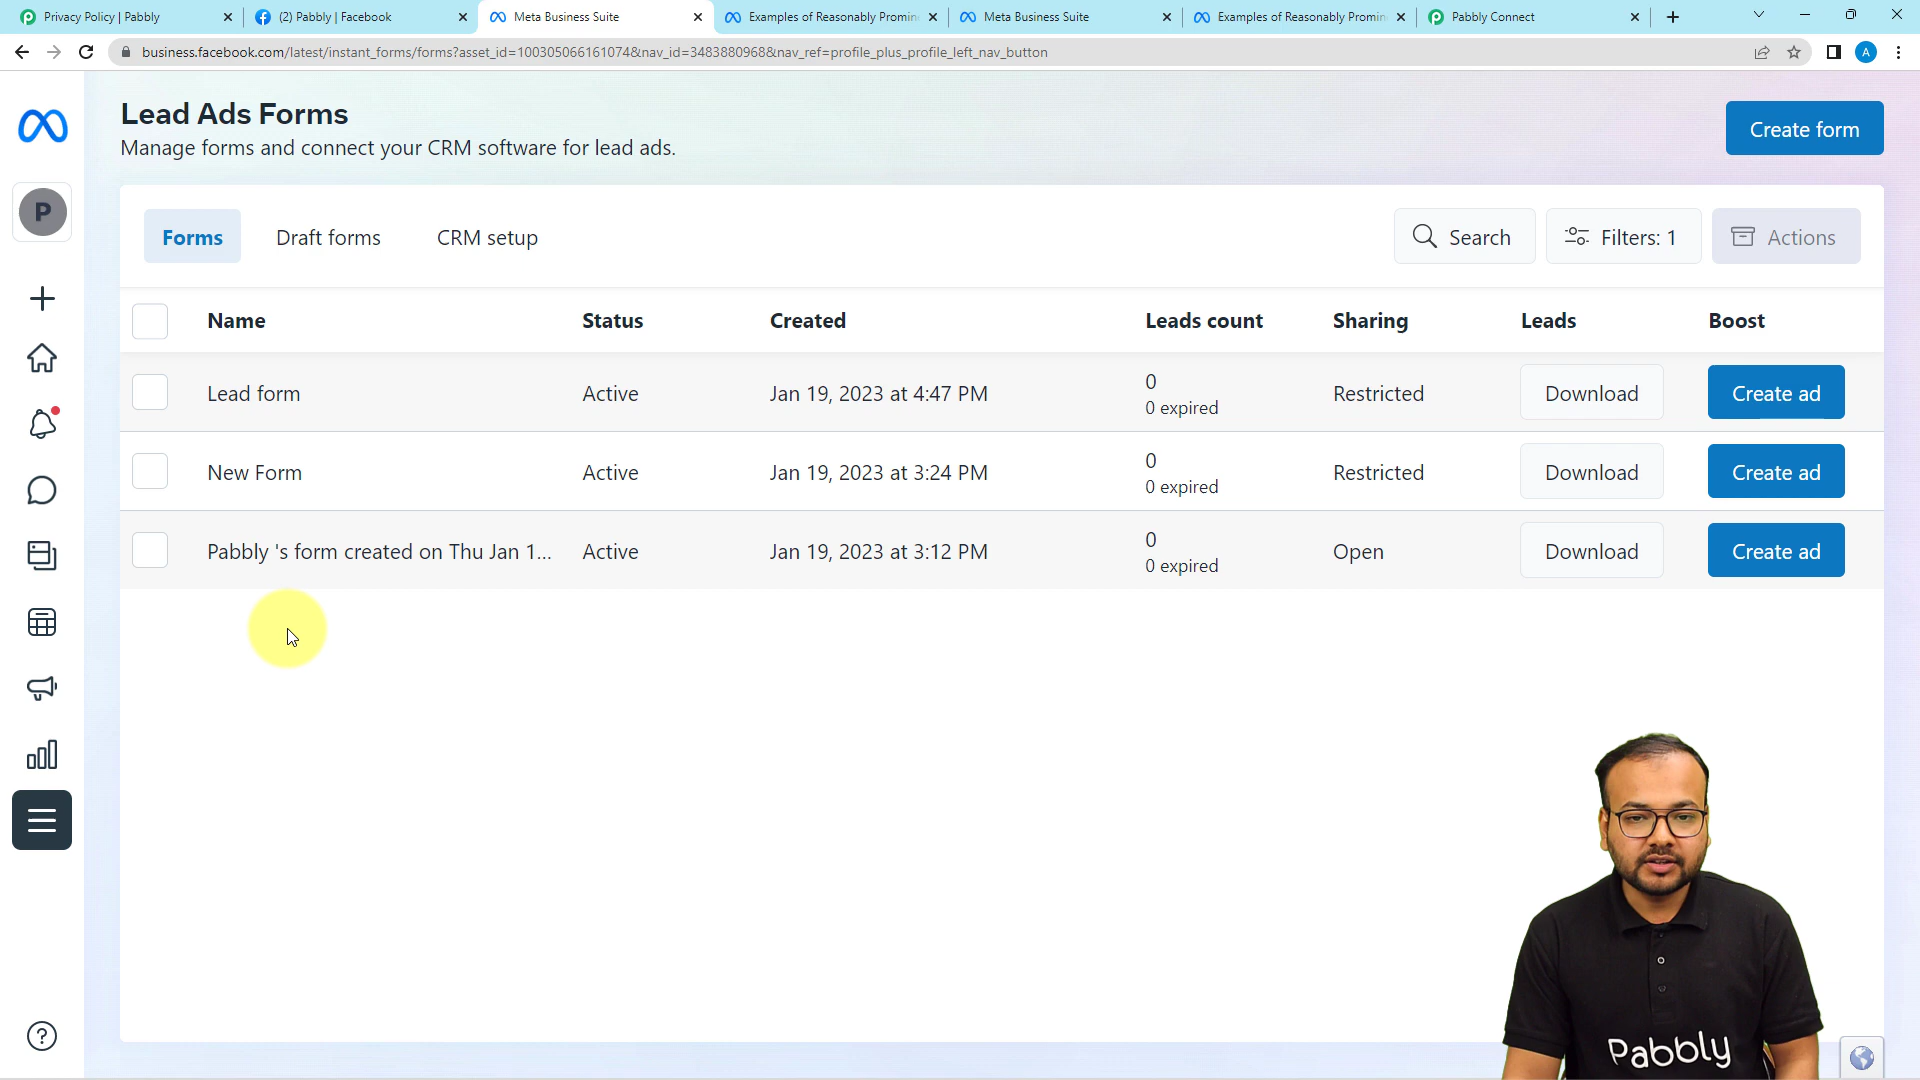 Privacy Policy | Pabbly
(2) Pabbly | Facebook
Meta Business Suite
Examples of Reasonably Promin
Meta Business Suite
Examples of Reasonably Promin
Pabbly Connect
business.facebook.com/latest/instant_forms/forms?asset_id=100305066161074&nav_id=3483880968&nav_ref=profile_plus_profile_left_nav_button
A
Lead Ads Forms
Manage forms and connect your CRM software for lead ads.
Create form
P
Forms Draft forms CRM setup Search Filters: 1 Actions
Name Status Created Leads count Sharing Leads Boost
Lead form Active Jan 19, 2023 at 4:47 PM 0 Restricted Download Create ad
0 expired
New Form Active Jan 19, 2023 at 3:24 PM 0 Restricted Download Create ad
0 expired
Pabbly 's form created on Thu Jan 1... Active Jan 19, 2023 at 3:12 PM 0 Open Download Create ad
0 expired
Pabbly